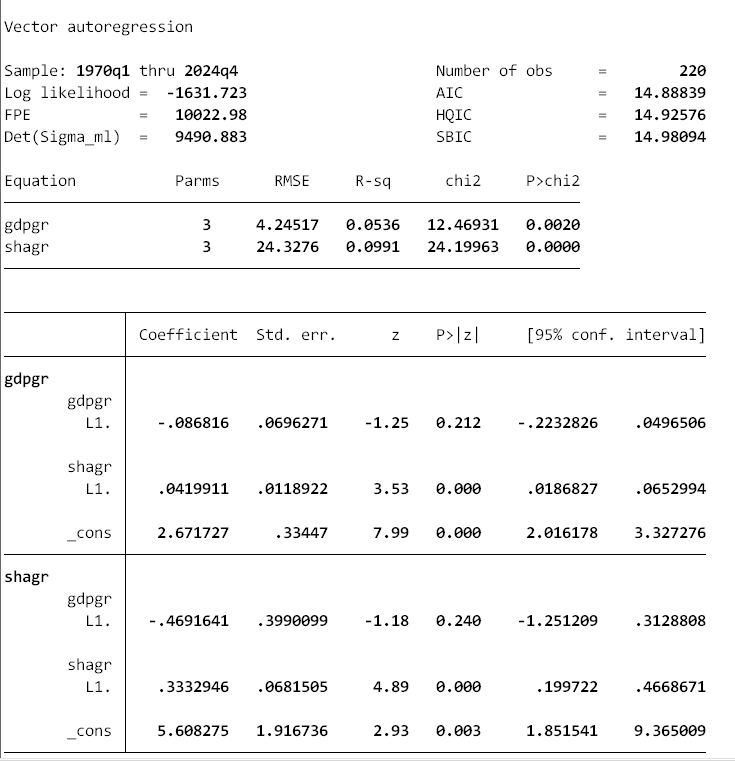 Vector autoregression
Sample: 1970q1 thru 2024q4 Number of obs = 220
Log likelihood = -1631.723 AIC = 14.88839
FPE = 10022.98 HQIC = 14.92576
Det(Sigma_ml) = 9490.883 SBIC = 14.98094
Equation Parms RMSE R-sq chi2 P>chi2
gdpgr 3 4.24517 0.0536 12.46931 0.0020
shagr 3 24.3276 0.0991 24.19963 0.0000
Coefficient Std. err. z P>|z| [95% conf. interval]
gdpgr
gdpgr
L1. -.086816 .0696271 -1.25 0.212 -.2232826 .0496506
shagr
L1. .0419911 .0118922 3.53 0.000 .0186827 .0652994
_cons 2.671727 .33447 7.99 0.000 2.016178 3.327276
shagr
gdpgr
L1. -.4691641 .3990099 -1.18 0.240 -1.251209 .3128808
shagr
L1. .3332946 .0681505 4.89 0.000 .199722 .4668671
_cons 5.608275 1.916736 2.93 0.003 1.851541 9.365009